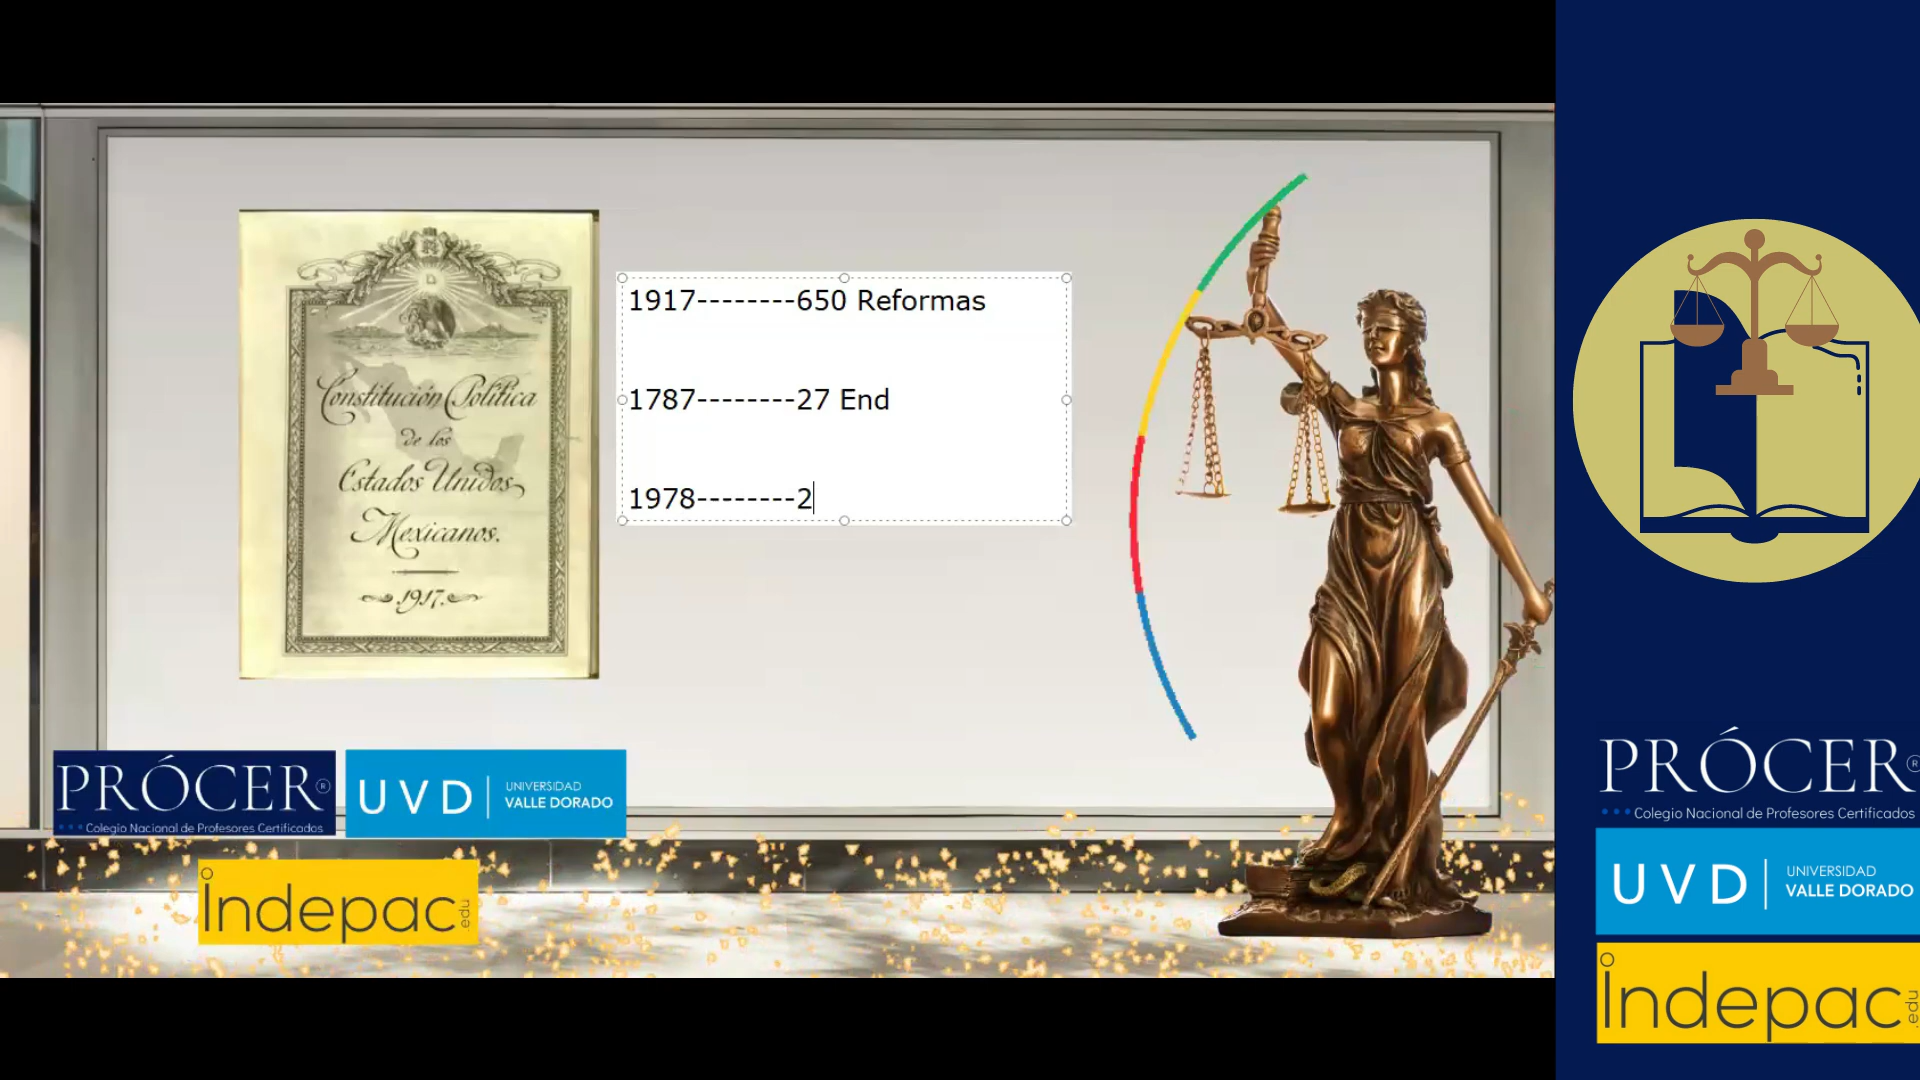 Constitución Política
de los
Estados Unidos
Mexicanos.
1917.
1917--------650 Reformas
1787--------27 End
1978--------2
PRÓCER®
Colegio Nacional de Profesores Certificados
UVD
UNIVERSIDAD
VALLE DORADO
Indepac.edu
PRÓCER®
Colegio Nacional de Profesores Certificados
UVD
UNIVERSIDAD
VALLE DORADO
Indepac.edu